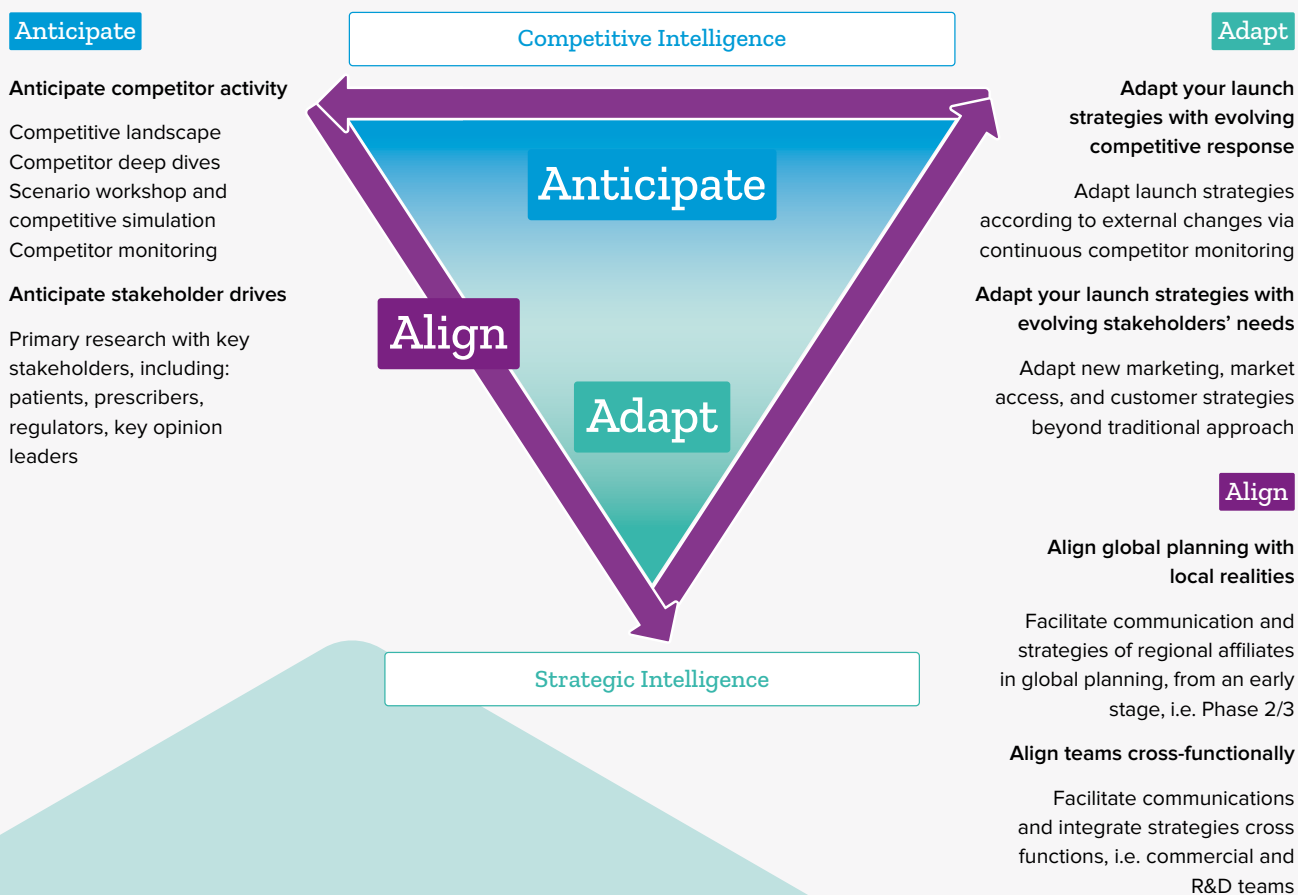 Anticipate
Anticipate competitor activity
Competitive landscape
Competitor deep dives
Scenario workshop and
competitive simulation
Competitor monitoring
Anticipate stakeholder drives
Primary research with key
stakeholders, including:
patients, prescribers,
regulators, key opinion
leaders
Competitive Intelligence
Anticipate
Align
Adapt
Strategic Intelligence
Adapt
Adapt your launch
strategies with evolving
competitive response
Adapt launch strategies
according to external changes via
continuous competitor monitoring
Adapt your launch strategies with
evolving stakeholders’ needs
Adapt new marketing, market
access, and customer strategies
beyond traditional approach
Align
Align global planning with
local realities
Facilitate communication and
strategies of regional affiliates
in global planning, from an early
stage, i.e. Phase 2/3
Align teams cross-functionally
Facilitate communications
and integrate strategies cross
functions, i.e. commercial and
R&D teams